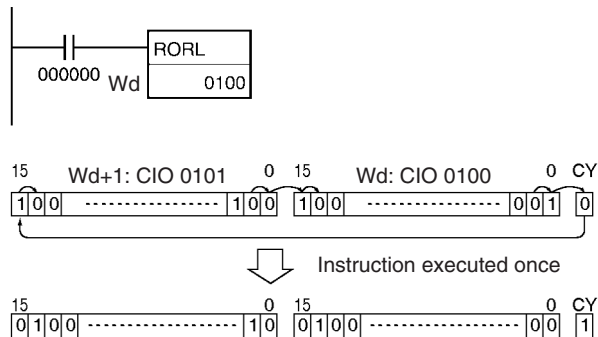 RORL
000000 Wd 0100
15 Wd+1: CIO 0101 0 15 Wd: CIO 0100 0 CY
1 0 0 1 0 0 1 0 0 0 0 1 0
Instruction executed once
15 0 15 0 CY
0 1 0 0 1 0 0 1 0 0 0 0 1